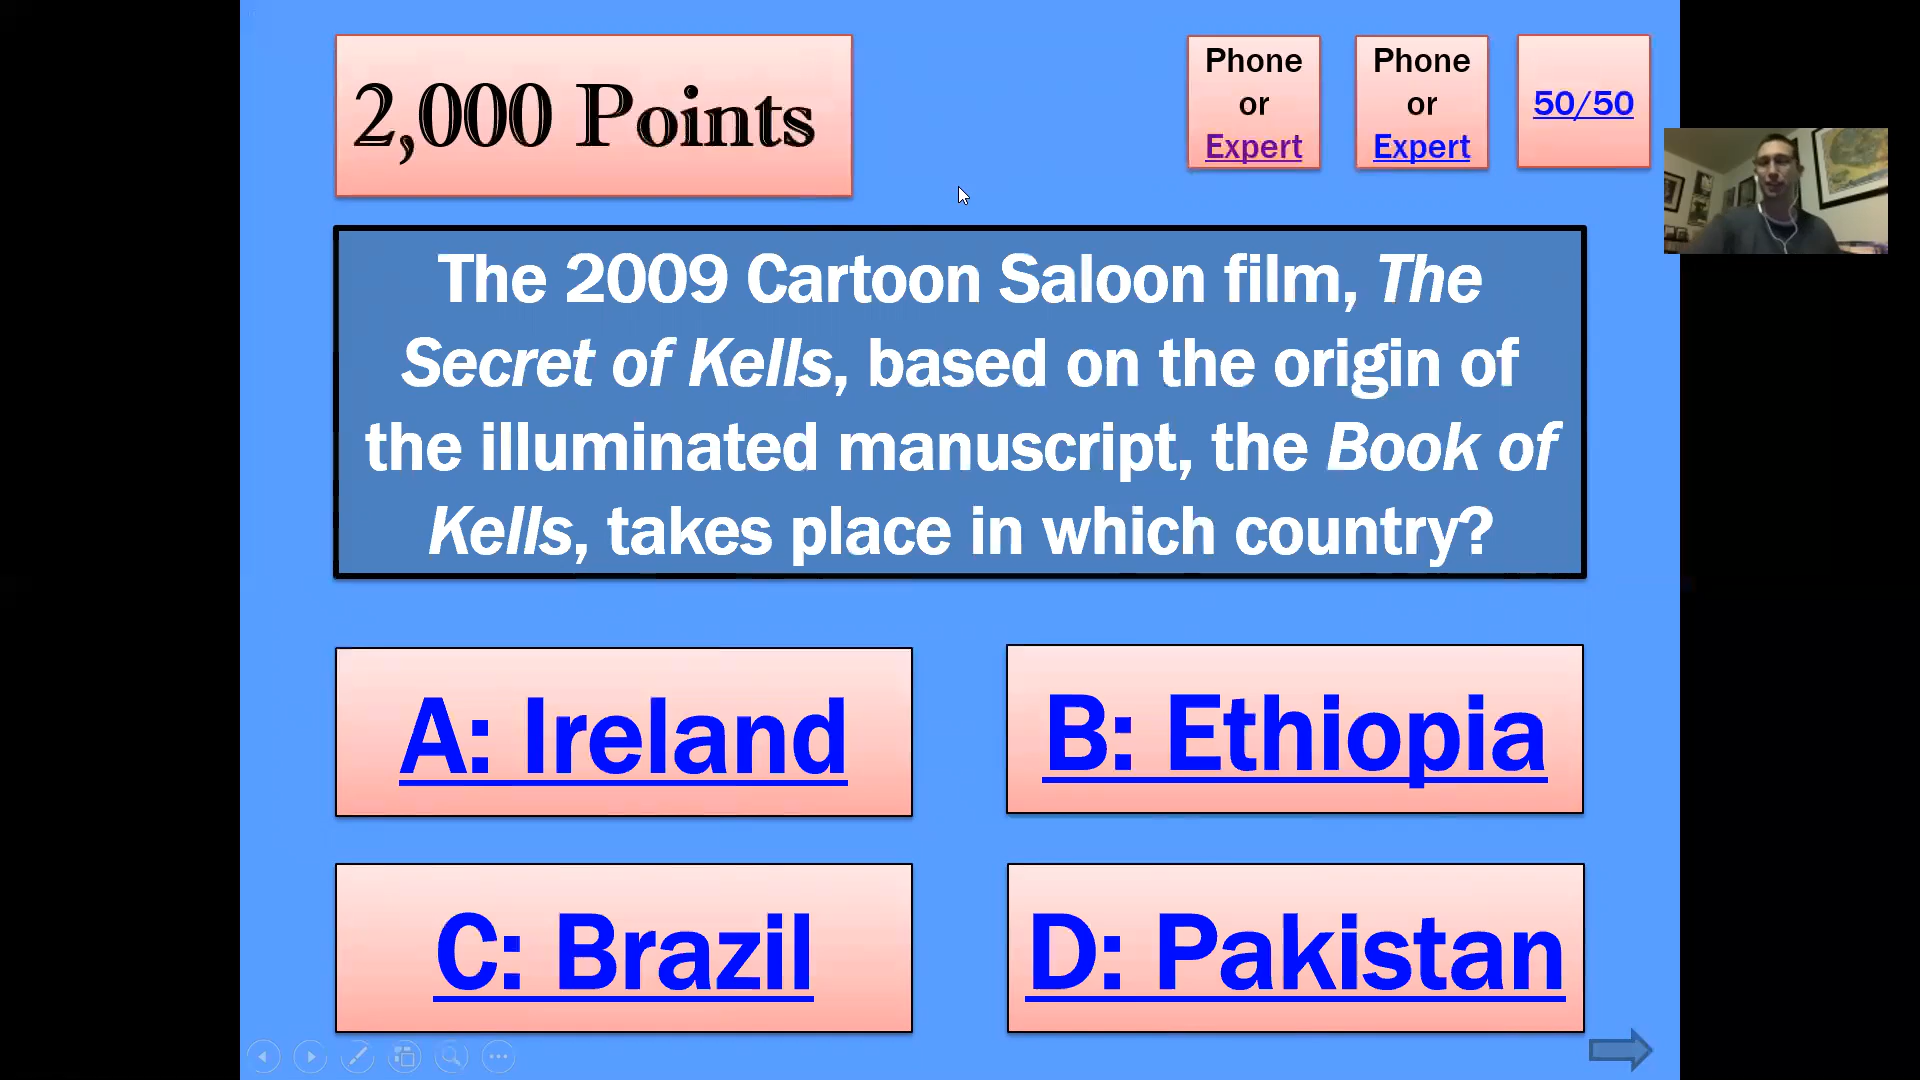 2,000 Points
Phone
or
Expert
Phone
or
Expert
50/50
The 2009 Cartoon Saloon film, The
Secret of Kells, based on the origin of
the illuminated manuscript, the Book of
Kells, takes place in which country?
A: Ireland
B: Ethiopia
C: Brazil
D: Pakistan